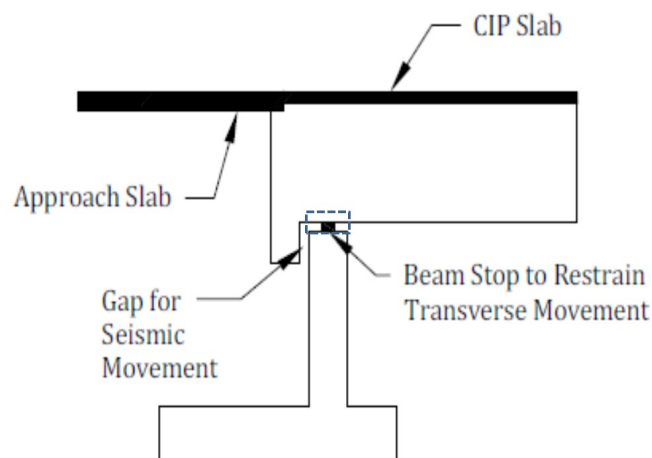 CIP Slab
Approach Slab
Gap for
Seismic
Movement
Beam Stop to Restrain
Transverse Movement